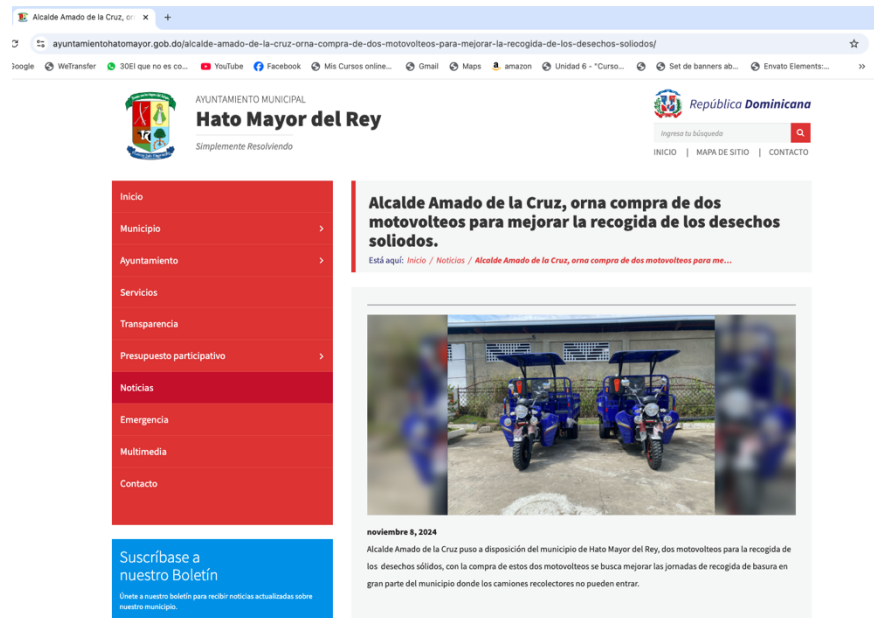 Alcalde Amado de la Cruz, or
ayuntamientohatomayor.gob.do/alcalde-amado-de-la-cruz-orna-compra-de-dos-motovolteos-para-mejorar-la-recogida-de-los-desechos-soliodos/
Google WeTransfer 30El que no es co... YouTube Facebook Mis Cursos online... Gmail Maps amazon Unidad 6 - "Curso... Set de banners ab... Envato Elements:... »
AYUNTAMIENTO MUNICIPAL
Hato Mayor del Rey
Simplemente Resolviendo
República Dominicana
Ingresa tu búsqueda
INICIO | MAPA DE SITIO | CONTACTO
Inicio
Municipio
Ayuntamiento
Servicios
Transparencia
Presupuesto participativo
Noticias
Emergencia
Multimedia
Contacto
Suscríbase a
nuestro Boletín
Únete a nuestro boletín para recibir noticias actualizadas sobre
nuestro municipio.
Alcalde Amado de la Cruz, orna compra de dos
motovolteos para mejorar la recogida de los desechos
soliodos.
Está aquí: Inicio / Noticias / Alcalde Amado de la Cruz, orna compra de dos motovolteos para me...
noviembre 8, 2024
Alcalde Amado de la Cruz puso a disposición del municipio de Hato Mayor del Rey, dos motovolteos para la recogida de
los desechos sólidos, con la compra de estos dos motovolteos se busca mejorar las jornadas de recogida de basura en
gran parte del municipio donde los camiones recolectores no pueden entrar.